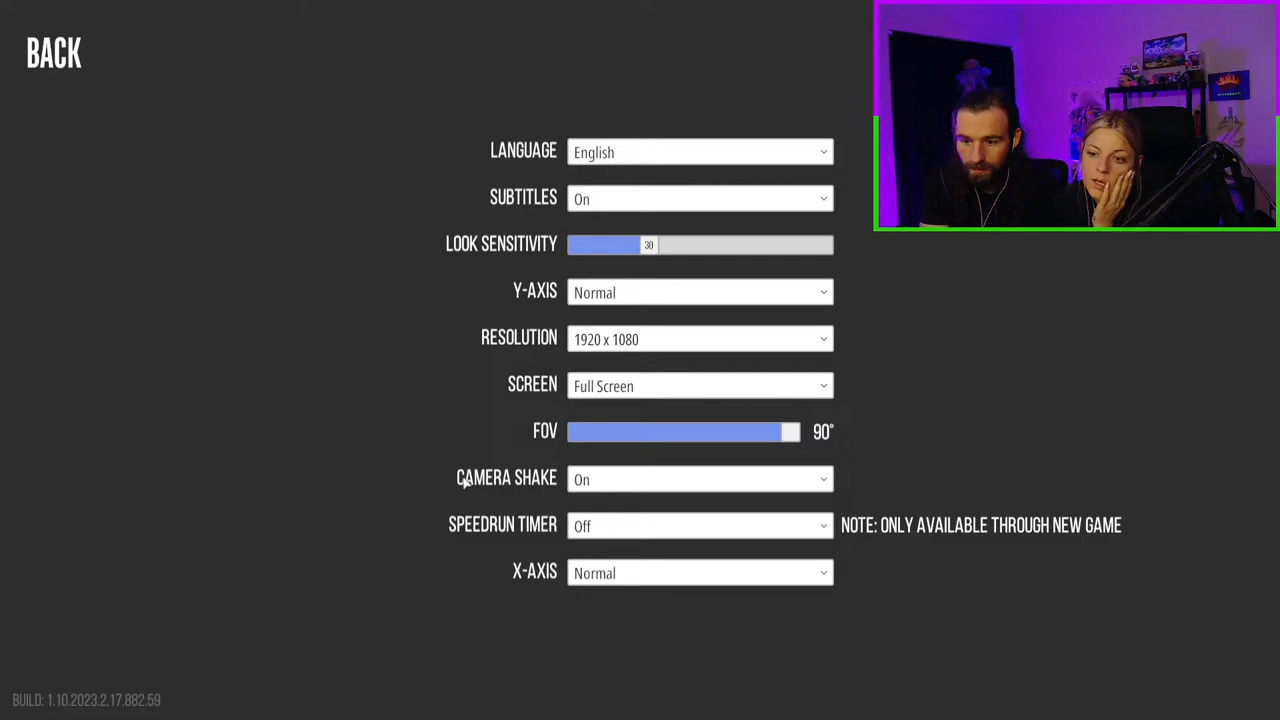 BACK
LANGUAGE English
SUBTITLES On
LOOK SENSITIVITY 30
Y-AXIS Normal
RESOLUTION 1920 x 1080
SCREEN Full Screen
FOV 90°
CAMERA SHAKE On
SPEEDRUN TIMER Off NOTE: ONLY AVAILABLE THROUGH NEW GAME
X-AXIS Normal
BUILD: 1.10.2023.2.17.882.59